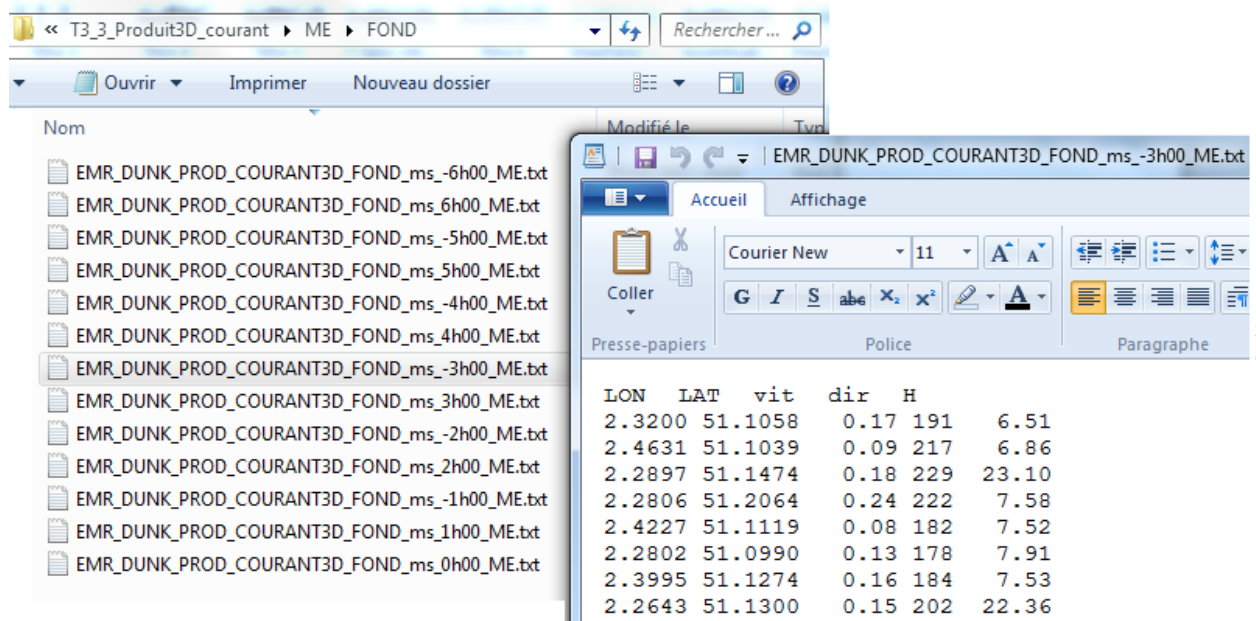 « T3_3_Produit3D_courant ▸ ME ▸ FOND
Rechercher ...
Ouvrir Imprimer Nouveau dossier
Nom Modifié le
EMR_DUNK_PROD_COURANT3D_FOND_ms_-6h00_ME.txt
EMR_DUNK_PROD_COURANT3D_FOND_ms_6h00_ME.txt
EMR_DUNK_PROD_COURANT3D_FOND_ms_-5h00_ME.txt
EMR_DUNK_PROD_COURANT3D_FOND_ms_5h00_ME.txt
EMR_DUNK_PROD_COURANT3D_FOND_ms_-4h00_ME.txt
EMR_DUNK_PROD_COURANT3D_FOND_ms_4h00_ME.txt
EMR_DUNK_PROD_COURANT3D_FOND_ms_-3h00_ME.txt
EMR_DUNK_PROD_COURANT3D_FOND_ms_3h00_ME.txt
EMR_DUNK_PROD_COURANT3D_FOND_ms_-2h00_ME.txt
EMR_DUNK_PROD_COURANT3D_FOND_ms_2h00_ME.txt
EMR_DUNK_PROD_COURANT3D_FOND_ms_-1h00_ME.txt
EMR_DUNK_PROD_COURANT3D_FOND_ms_1h00_ME.txt
EMR_DUNK_PROD_COURANT3D_FOND_ms_0h00_ME.txt
EMR_DUNK_PROD_COURANT3D_FOND_ms_-3h00_ME.txt
Accueil Affichage
Courier New 11 A A
Coller
G I S abc X₂ X² A
Presse-papiers Police Paragraphe
LON LAT vit dir H
2.3200 51.1058 0.17 191 6.51
2.4631 51.1039 0.09 217 6.86
2.2897 51.1474 0.18 229 23.10
2.2806 51.2064 0.24 222 7.58
2.4227 51.1119 0.08 182 7.52
2.2802 51.0990 0.13 178 7.91
2.3995 51.1274 0.16 184 7.53
2.2643 51.1300 0.15 202 22.36